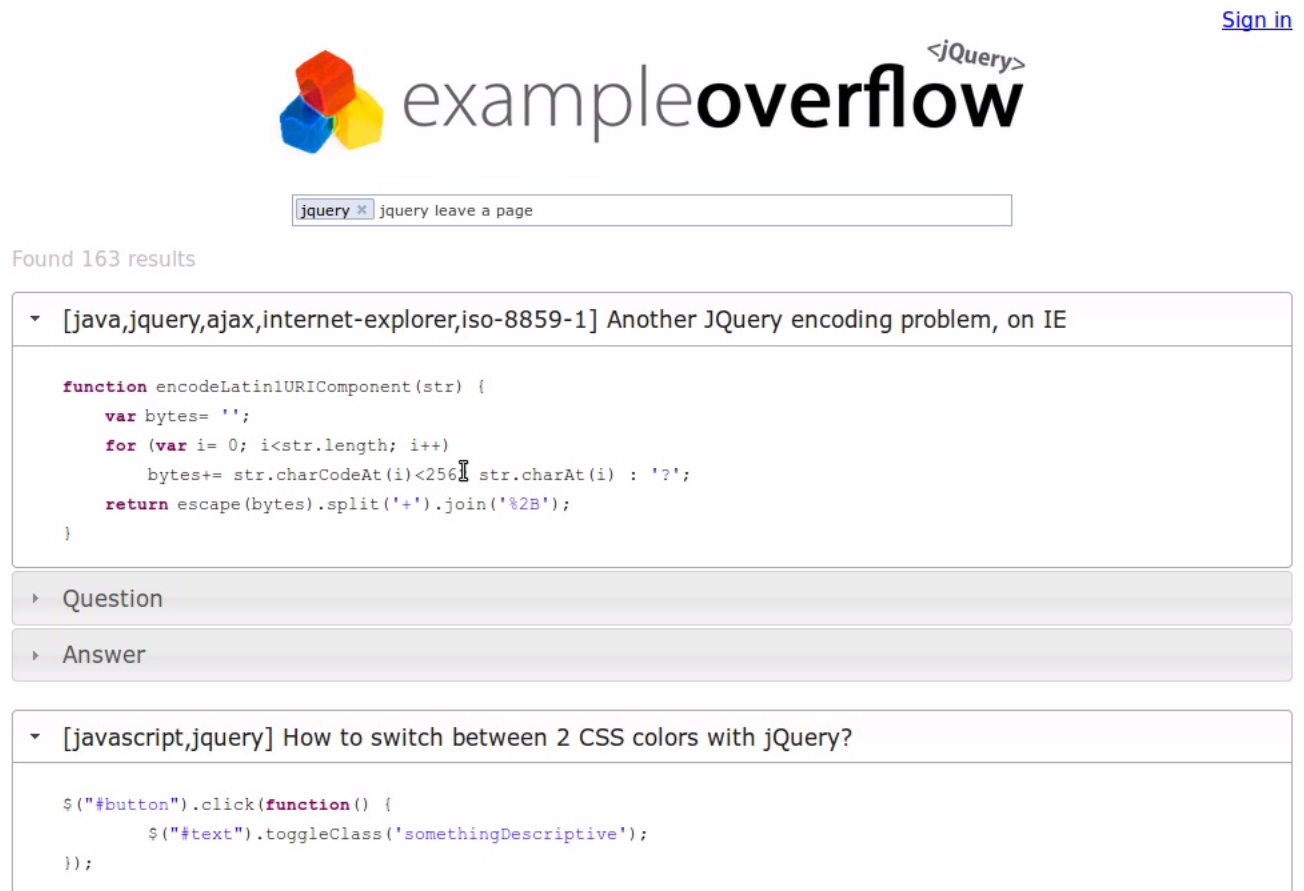 Sign in
<jQuery>
exampleoverflow
jquery × jquery leave a page
Found 163 results
[java,jquery,ajax,internet-explorer,iso-8859-1] Another JQuery encoding problem, on IE
function encodeLatin1URIComponent(str) {
var bytes= '';
for (var i= 0; i<str.length; i++)
bytes+= str.charCodeAt(i)<256 str.charAt(i) : '?';
return escape(bytes).split('+').join('%2B');
}
Question
Answer
[javascript,jquery] How to switch between 2 CSS colors with jQuery?
$("#button").click(function() {
$("#text").toggleClass('somethingDescriptive');
});